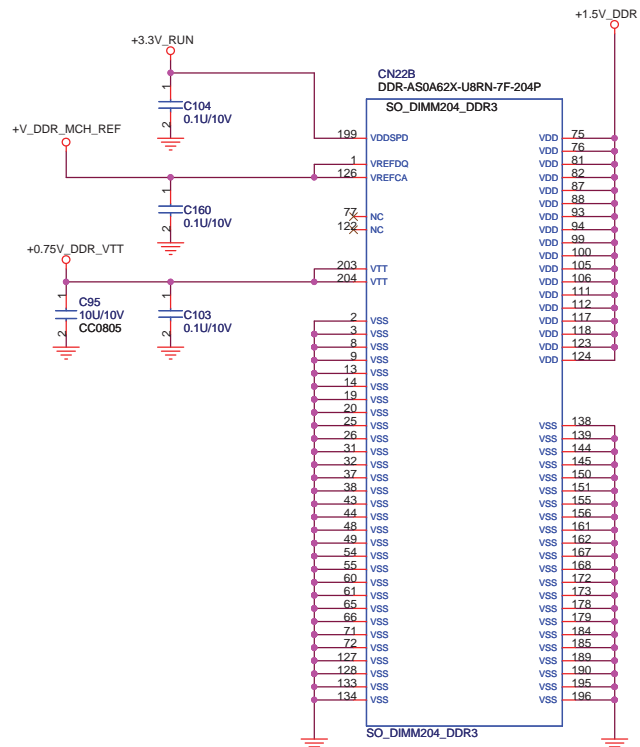 +1.5V_DDR
+3.3V_RUN
CN22B
DDR-AS0A62X-U8RN-7F-204P
SO_DIMM204_DDR3
1
C104
0.1U/10V
2
+V_DDR_MCH_REF
199 VDDSPD VDD 75
VDD 76
1 VREFDQ VDD 81
126 VREFCA VDD 82
VDD 87
1
C160
0.1U/10V
2
VDD 88
77 NC VDD 93
122 NC VDD 94
VDD 99
+0.75V_DDR_VTT
VDD 100
203 VTT VDD 105
204 VTT VDD 106
VDD 111
1
C95
10U/10V
CC0805
2
1
C103
0.1U/10V
2
VDD 112
VDD 117
2 VSS VDD 118
3 VSS VDD 123
8 VSS VDD 124
9 VSS
13 VSS
14 VSS
19 VSS
20 VSS
25 VSS VSS 138
26 VSS VSS 139
31 VSS VSS 144
32 VSS VSS 145
37 VSS VSS 150
38 VSS VSS 151
43 VSS VSS 155
44 VSS VSS 156
48 VSS VSS 161
49 VSS VSS 162
54 VSS VSS 167
55 VSS VSS 168
60 VSS VSS 172
61 VSS VSS 173
65 VSS VSS 178
66 VSS VSS 179
71 VSS VSS 184
72 VSS VSS 185
127 VSS VSS 189
128 VSS VSS 190
133 VSS VSS 195
134 VSS VSS 196
SO_DIMM204_DDR3